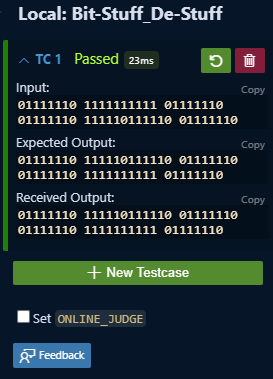 Local: Bit-Stuff_De-Stuff
TC 1 Passed 23ms
Input: Copy
01111110 1111111111 01111110
01111110 111110111110 01111110
Expected Output: Copy
01111110 111110111110 01111110
01111110 1111111111 01111110
Received Output: Copy
01111110 111110111110 01111110
01111110 1111111111 01111110
+ New Testcase
Set ONLINE_JUDGE
Feedback